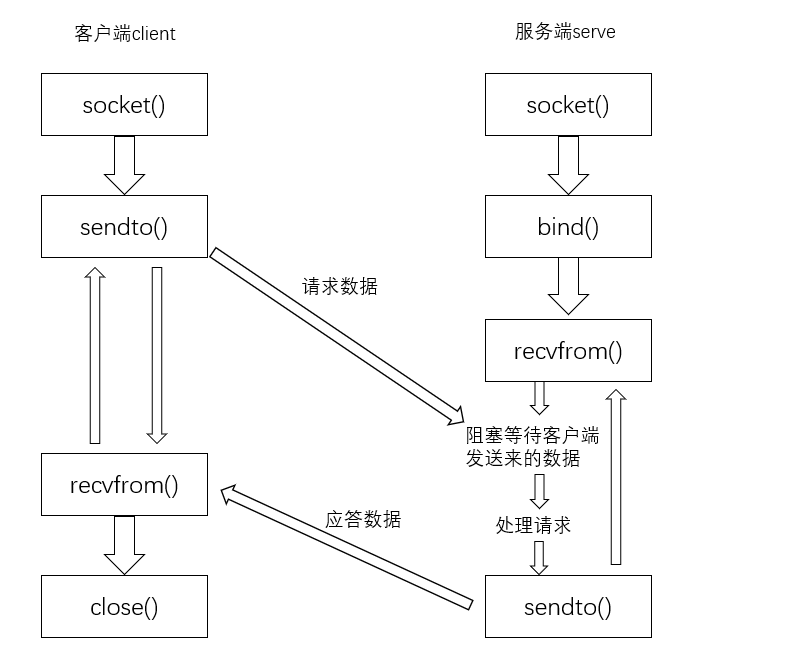 客户端client
服务端serve
socket()
socket()
sendto()
bind()
请求数据
recvfrom()
阻塞等待客户端
发送来的数据
recvfrom()
应答数据
处理请求
close()
sendto()